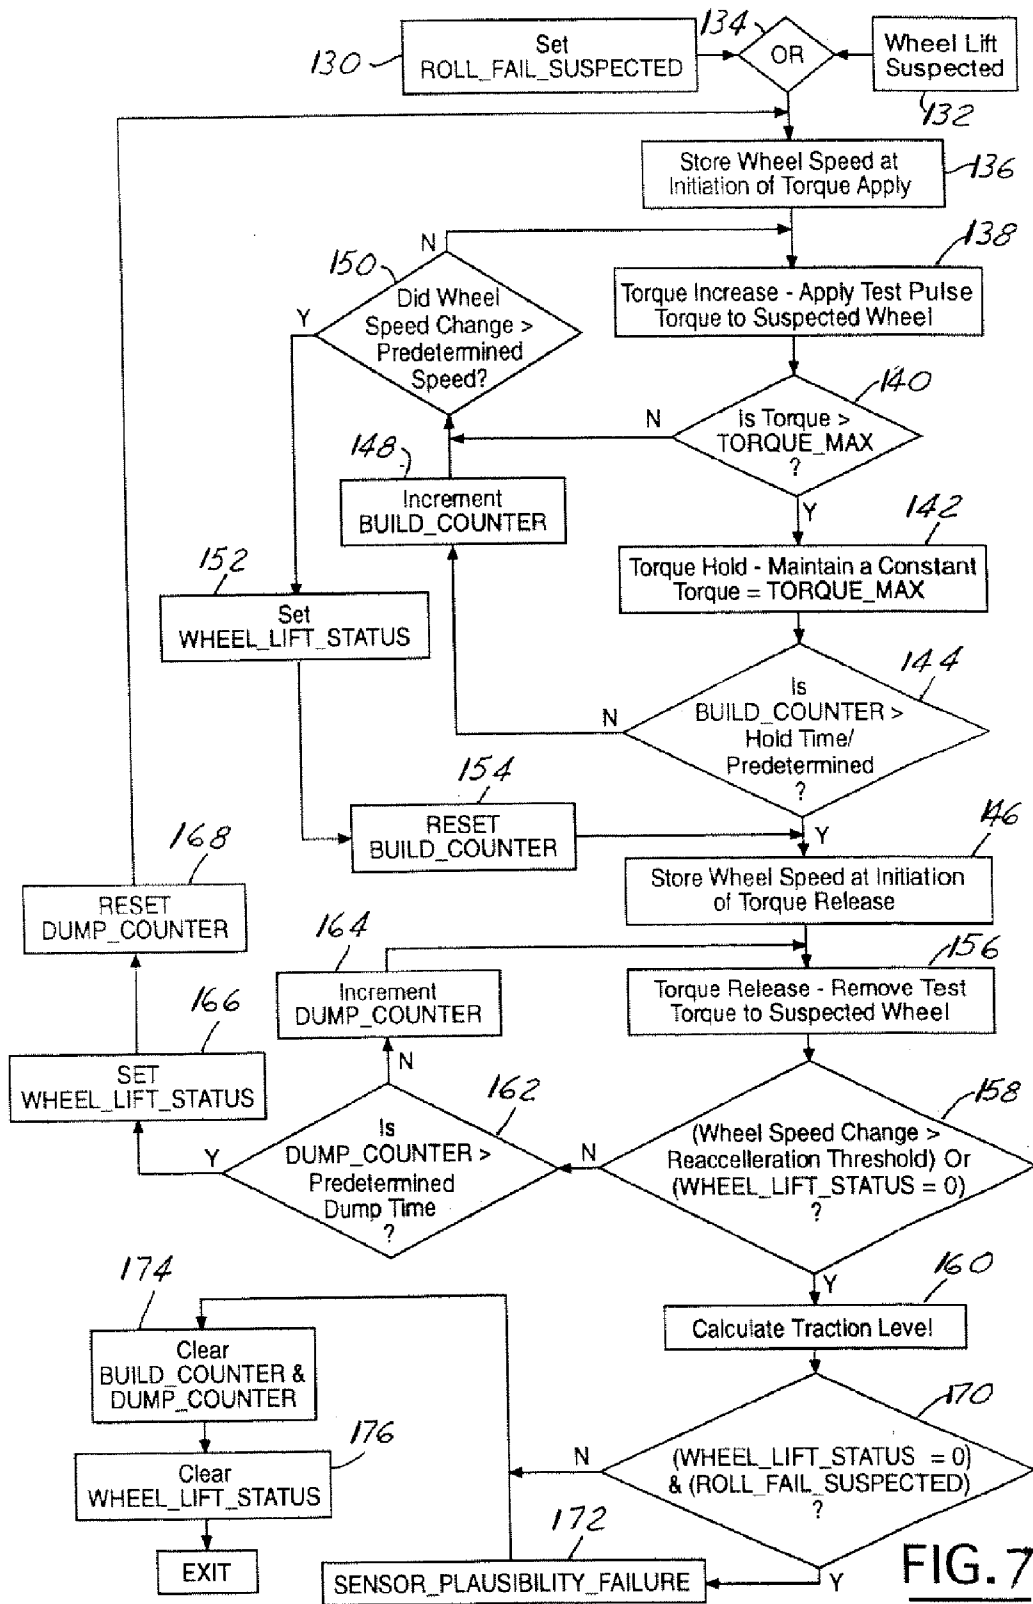 134
130
Set
ROLL_FAIL_SUSPECTED
OR
Wheel Lift
Suspected
132
Store Wheel Speed at
Initiation of Torque Apply
136
138
Torque Increase - Apply Test Pulse
Torque to Suspected Wheel
N
150
Did Wheel
Speed Change >
Predetermined
Speed?
Y
140
Is Torque >
TORQUE_MAX
?
N
Y
148
Increment
BUILD_COUNTER
142
Torque Hold - Maintain a Constant
Torque = TORQUE_MAX
152
Set
WHEEL_LIFT_STATUS
144
Is
BUILD_COUNTER >
Hold Time/
Predetermined
?
N
Y
154
RESET
BUILD_COUNTER
146
Store Wheel Speed at Initiation
of Torque Release
168
RESET
DUMP_COUNTER
164
Increment
DUMP_COUNTER
156
Torque Release - Remove Test
Torque to Suspected Wheel
166
SET
WHEEL_LIFT_STATUS
N
162
Is
DUMP_COUNTER >
Predetermined
Dump Time
?
Y
158
(Wheel Speed Change >
Reaccelleration Threshold) Or
(WHEEL_LIFT_STATUS = 0)
?
N
Y
160
Calculate Traction Level
174
Clear
BUILD_COUNTER &
DUMP_COUNTER
170
(WHEEL_LIFT_STATUS = 0)
& (ROLL_FAIL_SUSPECTED)
?
N
Y
176
Clear
WHEEL_LIFT_STATUS
172
SENSOR_PLAUSIBILITY_FAILURE
EXIT
FIG.7